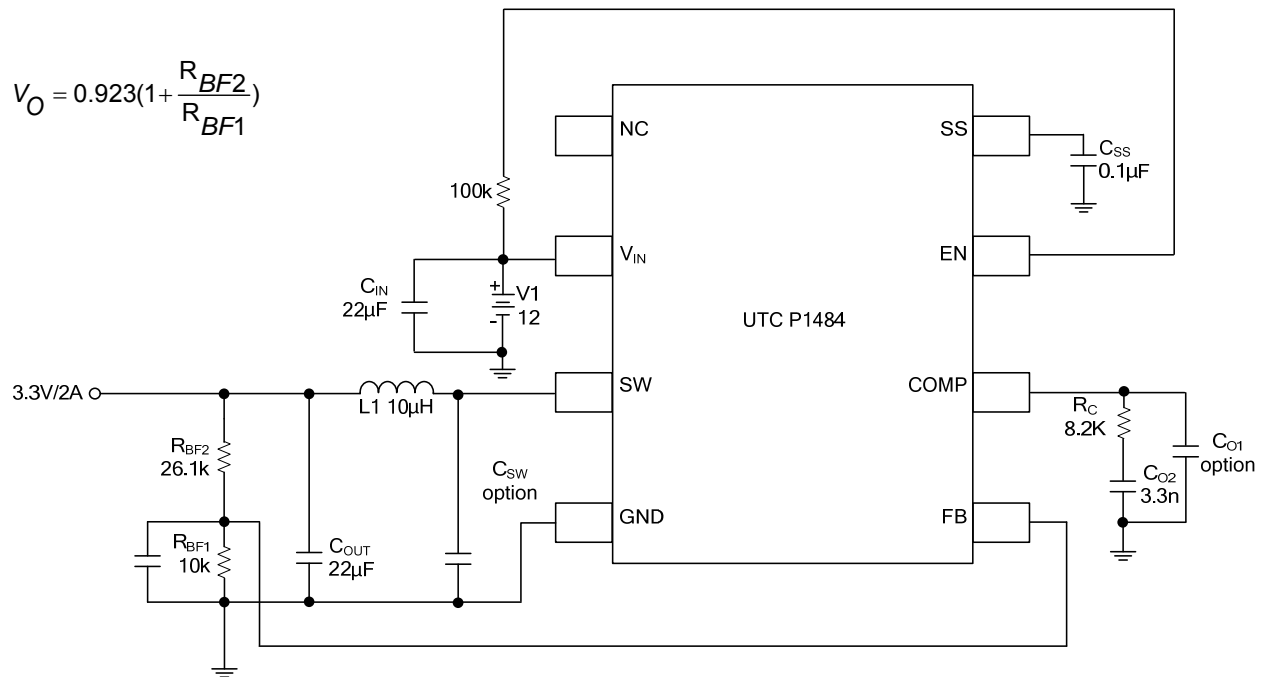 V_O = 0.923(1+ R_BF2 / R_BF1)
NC
SS
C_SS
0.1µF
100k
V_IN
EN
C_IN
22µF
+
-
V1
12
UTC P1484
3.3V/2A
SW
L1 10µH
COMP
R_C
8.2K
C_O1
option
R_BF2
26.1k
C_SW
option
C_O2
3.3n
GND
FB
R_BF1
10k
C_OUT
22µF